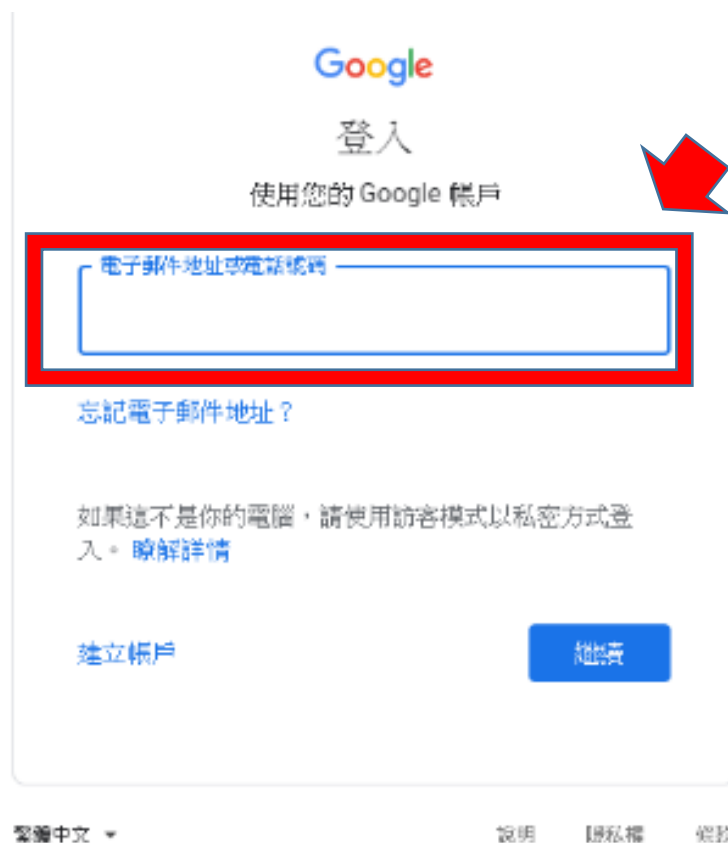 Google
登入
使用您的 Google 帳戶
電子郵件地址或電話號碼
忘記電子郵件地址？
如果這不是你的電腦，請使用訪客模式以私密方式登
入。瞭解詳情
建立帳戶
繼續
繁體中文
說明
隱私權
條款